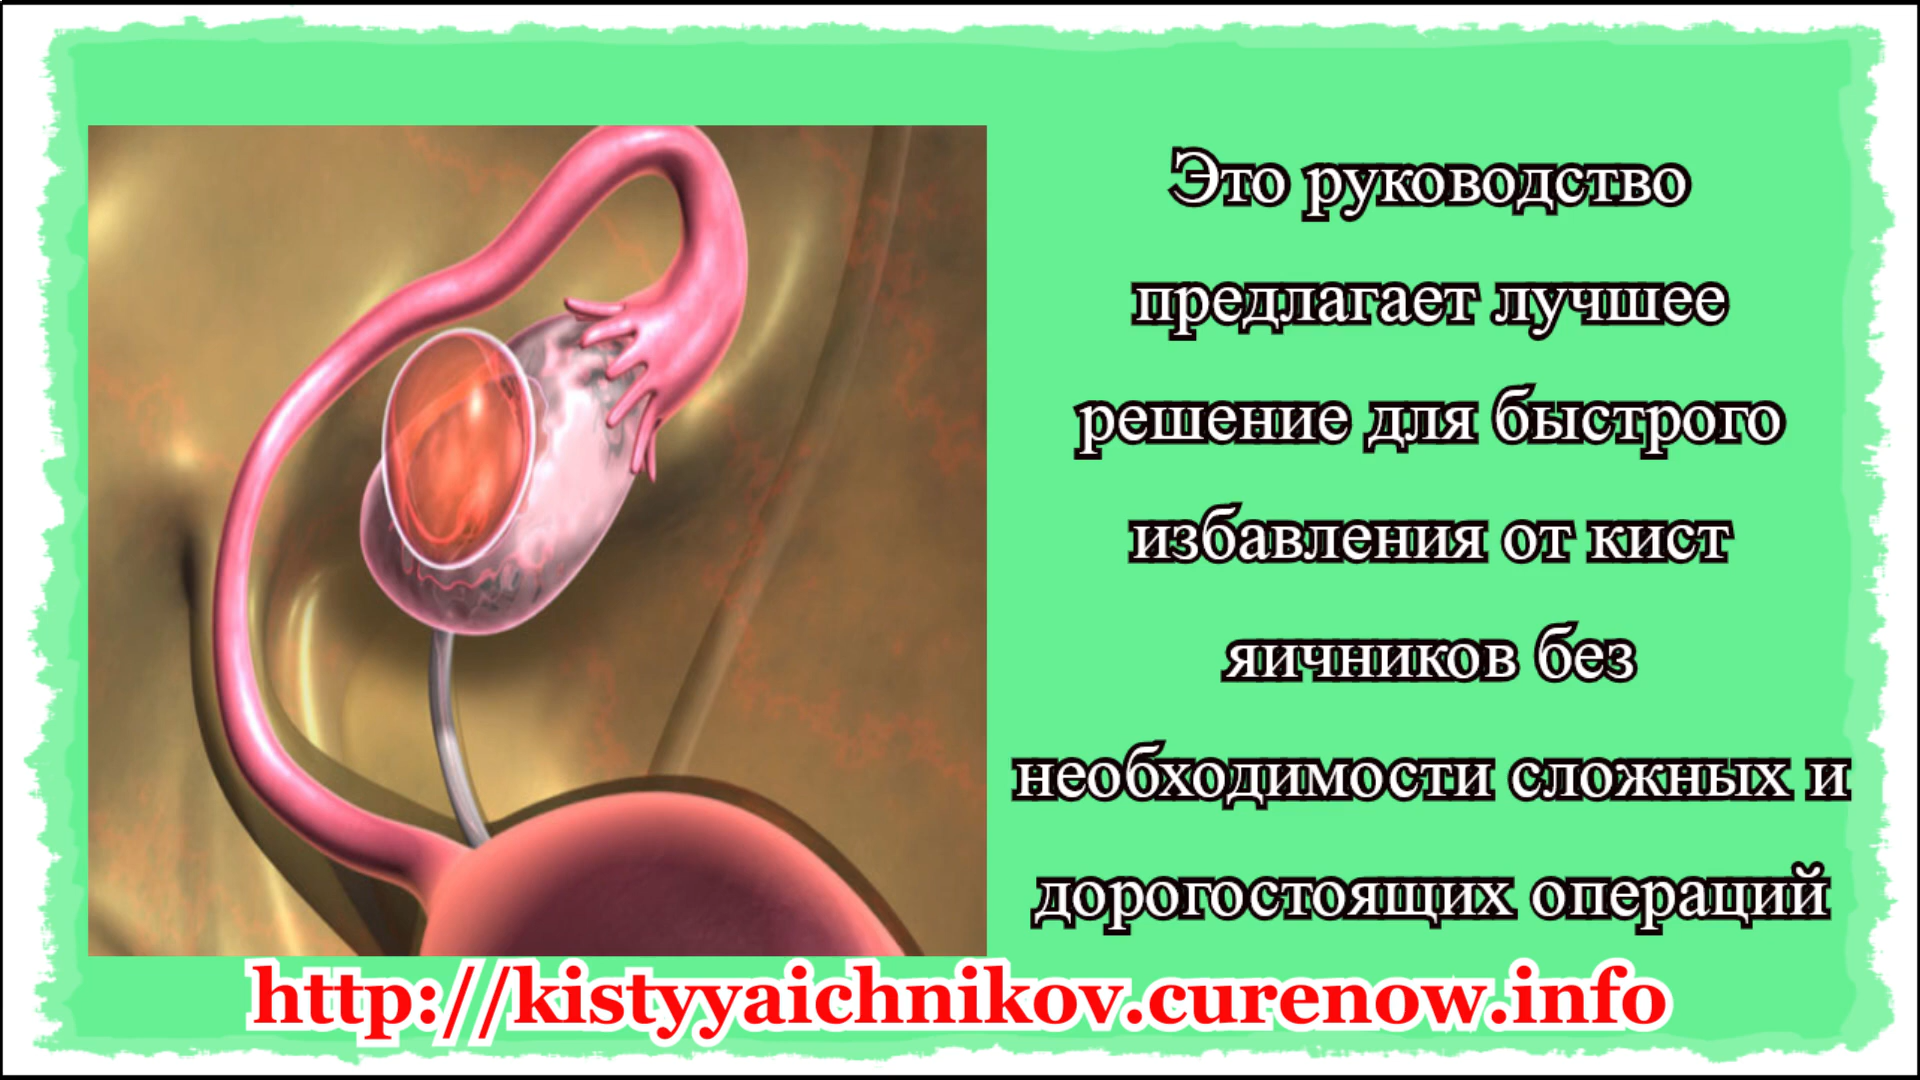 Это руководство
предлагает лучшее
решение для быстрого
избавления от кист
яичников без
необходимости сложных и
дорогостоящих операций
http://kistyyaichnikov.curenow.info